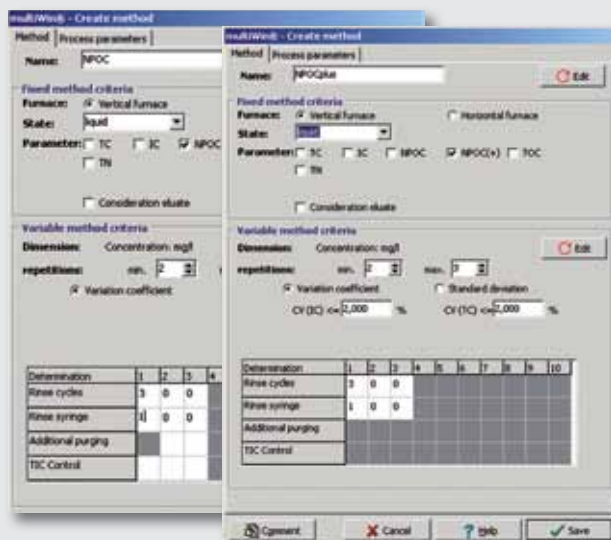 multiWin® - Create method
Method Process parameters
Name: NPOC
Fixed method criteria
Furnace: Vertical furnace
State: liquid
Parameter: TC IC NPOC
TN
Consideration eluate
Variable method criteria
Dimension: Concentration: mg/l
repetitions: min. 2
Variation coefficient
Determination 1 2 3 4
Rinse cycles 3 0 0
Rinse syringe 1 0 0
Additional purging
TIC Control
multiWin® - Create method
Method Process parameters
Name: NPOCplus Edit
Fixed method criteria
Furnace: Vertical furnace Horizontal furnace
State: liquid
Parameter: TC IC NPOC NPOC(+) TOC
TN
Consideration eluate
Variable method criteria
Dimension: Concentration: mg/l Edit
repetitions: min. 2 max. 3
Variation coefficient Standard deviation
CV (IC) <= 2,000 % CV (TC) <= 2,000 %
Determination 1 2 3 4 5 6 7 8 9 10
Rinse cycles 3 0 0
Rinse syringe 1 0 0
Additional purging
TIC Control
Comment Cancel Help Save